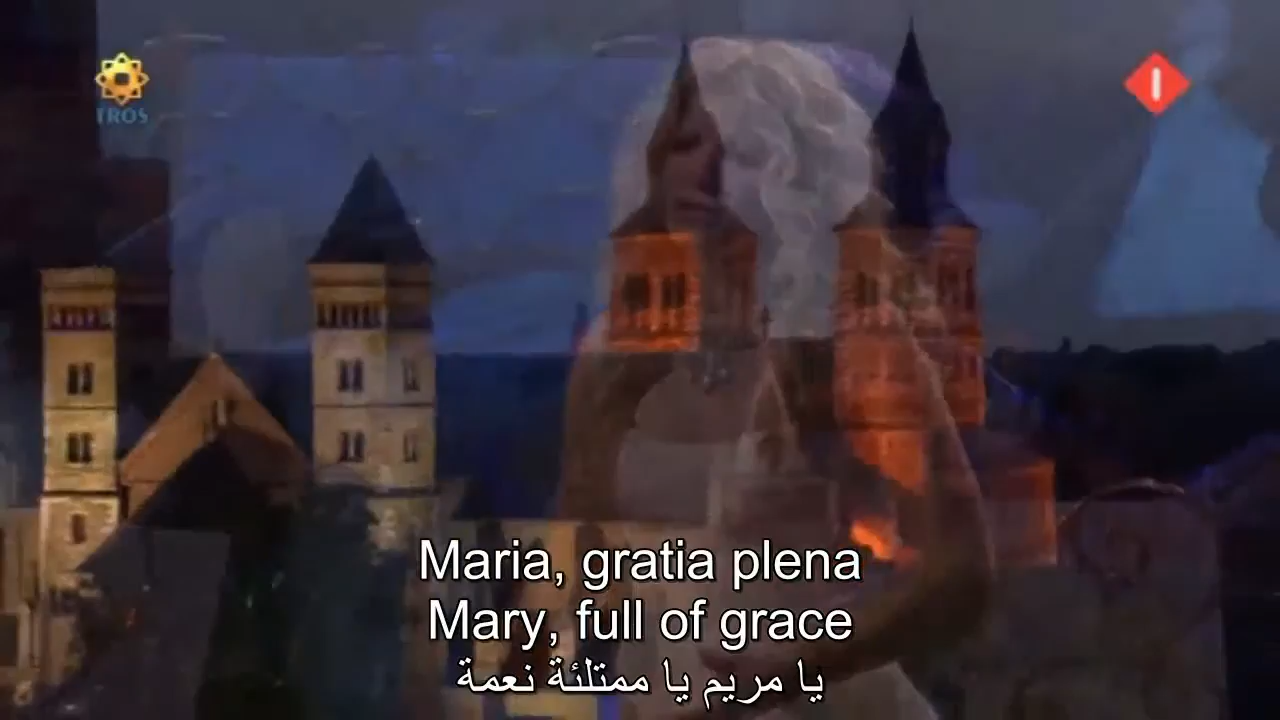 TROS
Maria, gratia plena
Mary, full of grace
يا مريم يا ممتلئة نعمة